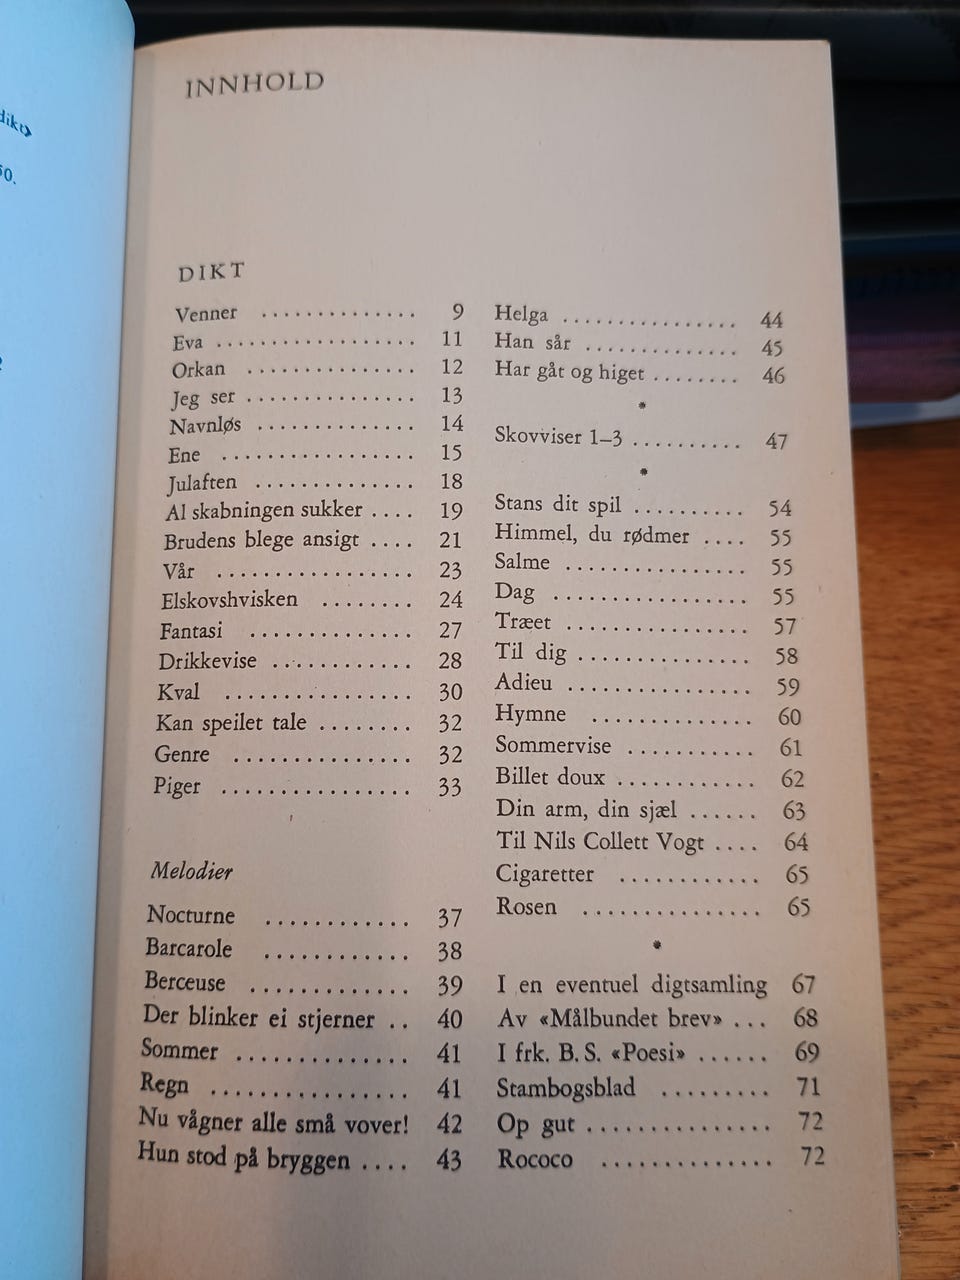 dikt»
50.
INNHOLD
DIKT
Venner .............. 9
Eva .................. 11
Orkan ............... 12
Jeg ser ............... 13
Navnløs .............. 14
Ene ................. 15
Julaften .............. 18
Al skabningen sukker .... 19
Brudens blege ansigt .... 21
Vår ................. 23
Elskovshvisken ........ 24
Fantasi .............. 27
Drikkevise ............ 28
Kval ................ 30
Kan speilet tale ........ 32
Genre ............... 32
Piger ................ 33
Melodier
Nocturne ............ 37
Barcarole ............ 38
Berceuse ............. 39
Der blinker ei stjerner .. 40
Sommer .............. 41
Regn ................ 41
Nu vågner alle små vover! 42
Hun stod på bryggen .... 43
Helga ................ 44
Han sår ............. 45
Har gåt og higet ........ 46
*
Skovviser 1–3 .......... 47
*
Stans dit spil .......... 54
Himmel, du rødmer .... 55
Salme ................ 55
Dag ................. 55
Træet ................ 57
Til dig ............... 58
Adieu ................ 59
Hymne .............. 60
Sommervise ........... 61
Billet doux ............ 62
Din arm, din sjæl ...... 63
Til Nils Collett Vogt .... 64
Cigaretter ............ 65
Rosen ............... 65
*
I en eventuel digtsamling 67
Av «Målbundet brev» ... 68
I frk. B. S. «Poesi» ...... 69
Stambogsblad ......... 71
Op gut ................ 72
Rococo .............. 72